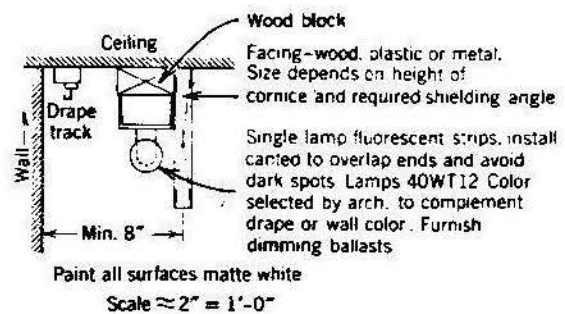 Wood block
Ceiling
Facing-wood, plastic or metal.
Size depends on height of
cornice and required shielding angle
Drape
track
Wall
Single lamp fluorescent strips, install
canted to overlap ends and avoid
dark spots. Lamps 40WT12 Color
selected by arch. to complement
drape or wall color. Furnish
dimming ballasts
Min. 8"
Paint all surfaces matte white
Scale ≈ 2" = 1'-0"